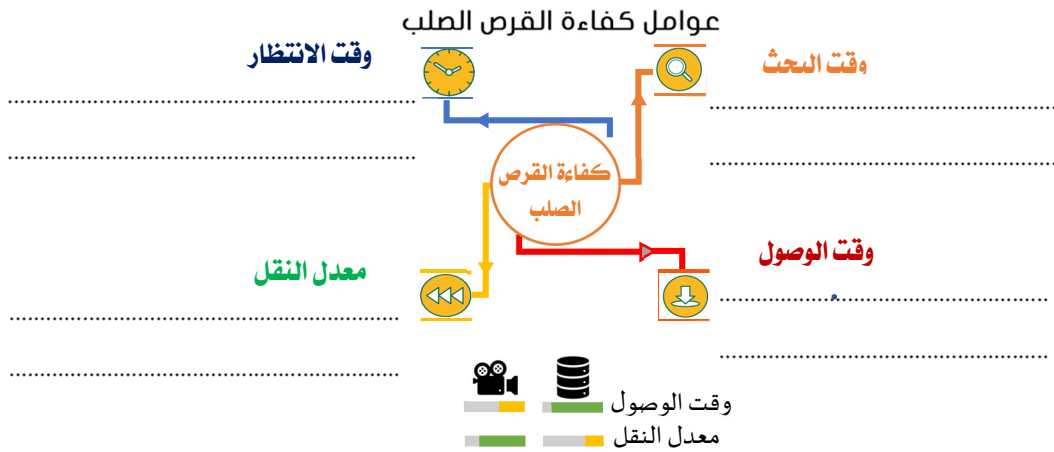 عوامل كفاءة القرص الصلب
وقت البحث
وقت الانتظار
كفاءة القرص
الصلب
وقت الوصول
معدل النقل
وقت الوصول
معدل النقل